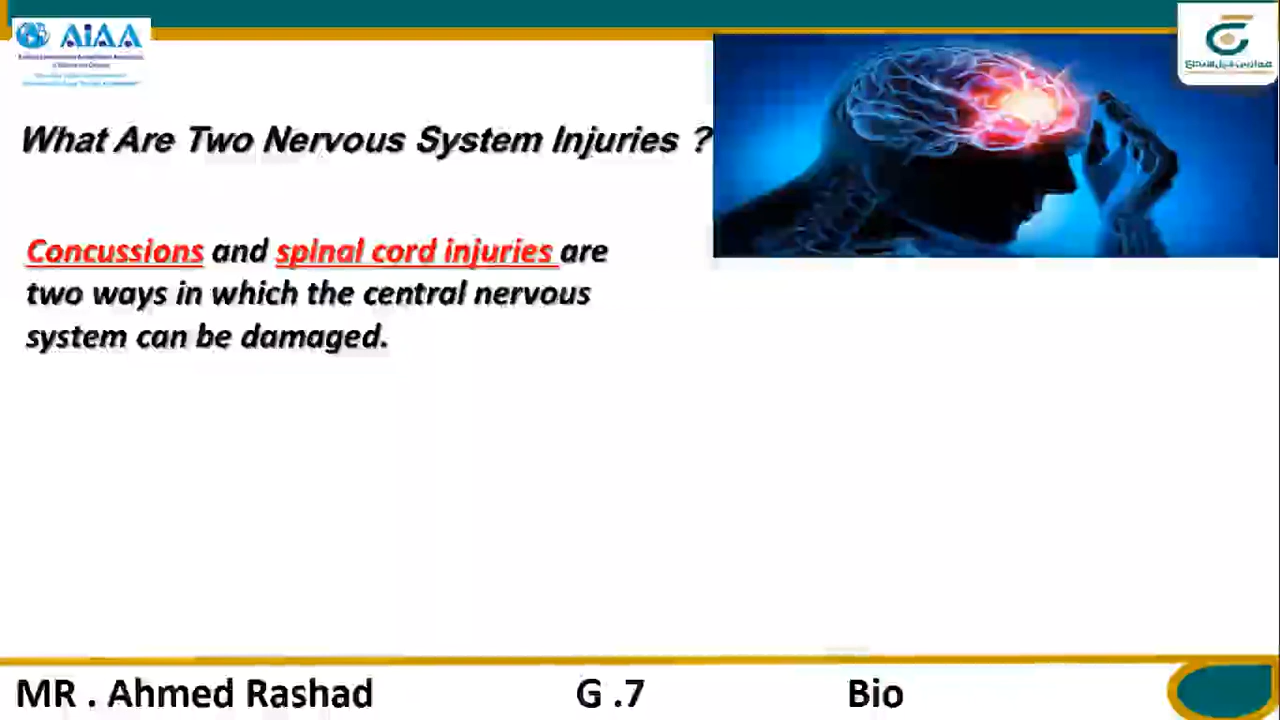 AIAA
What Are Two Nervous System Injuries ?
Concussions and spinal cord injuries are
two ways in which the central nervous
system can be damaged.
MR . Ahmed Rashad G .7 Bio